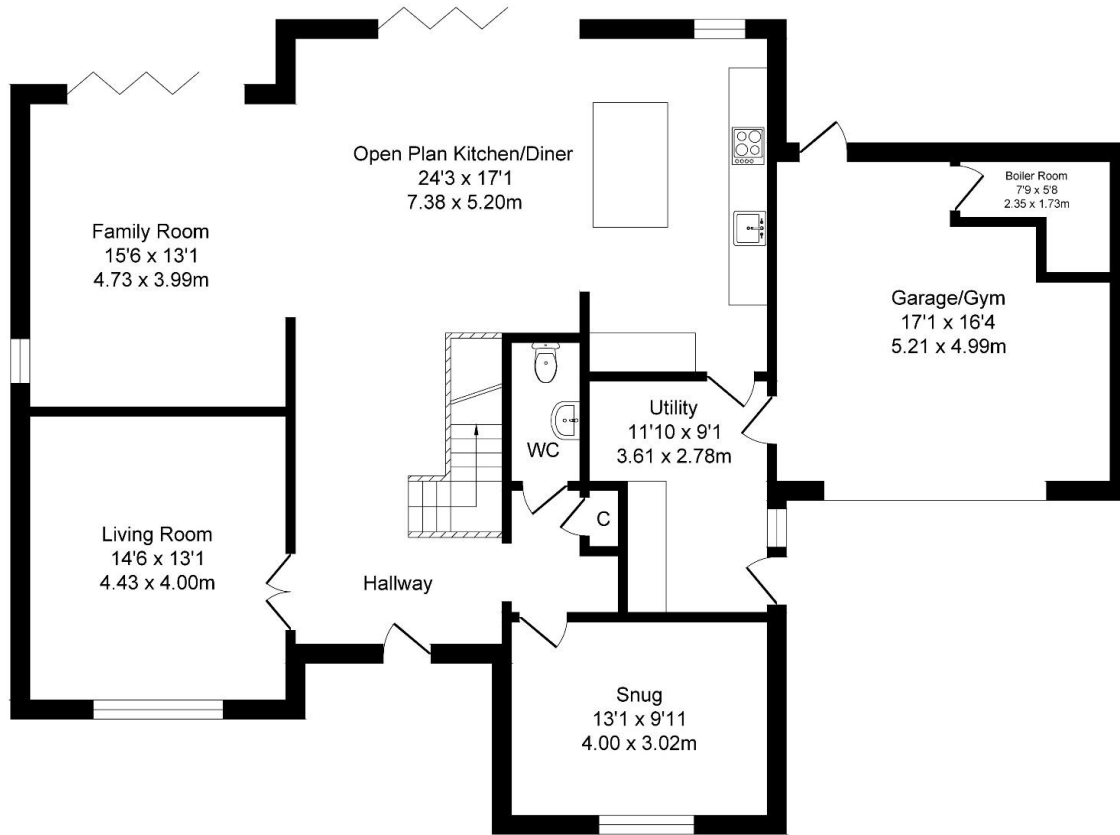 Open Plan Kitchen/Diner
24'3 x 17'1
7.38 x 5.20m
Boiler Room
7'9 x 5'8
2.35 x 1.73m
Family Room
15'6 x 13'1
4.73 x 3.99m
Garage/Gym
17'1 x 16'4
5.21 x 4.99m
Utility
11'10 x 9'1
3.61 x 2.78m
WC
C
Living Room
14'6 x 13'1
4.43 x 4.00m
Hallway
Snug
13'1 x 9'11
4.00 x 3.02m